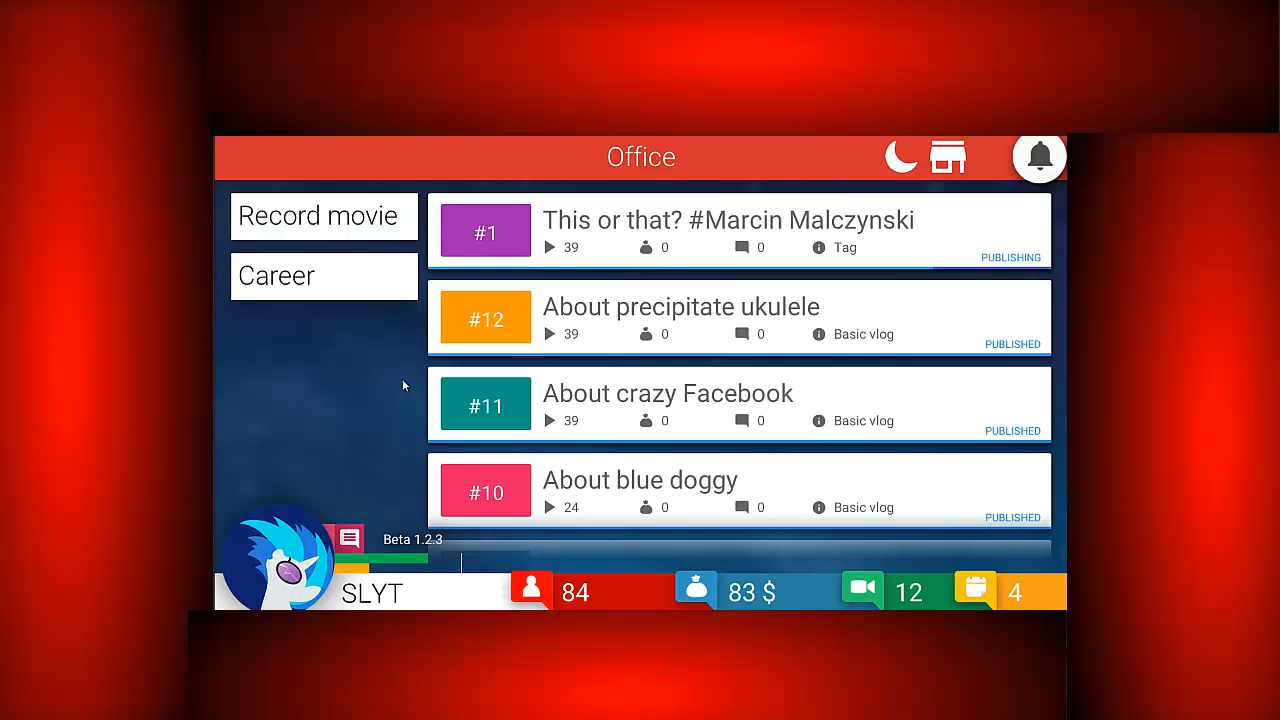 Office
Record movie
Career
#1
This or that? #Marcin Malczynski
39 0 0 Tag
PUBLISHING
#12
About precipitate ukulele
39 0 0 Basic vlog
PUBLISHED
#11
About crazy Facebook
39 0 0 Basic vlog
PUBLISHED
#10
About blue doggy
24 0 0 Basic vlog
PUBLISHED
Beta 1.2.3
SLYT
84
83 $
12
4